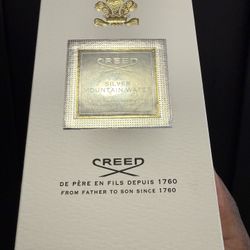 CREED
SILVER
MOUNTAIN WATER
CREED
DE PÈRE EN FILS DEPUIS 1760
FROM FATHER TO SON SINCE 1760